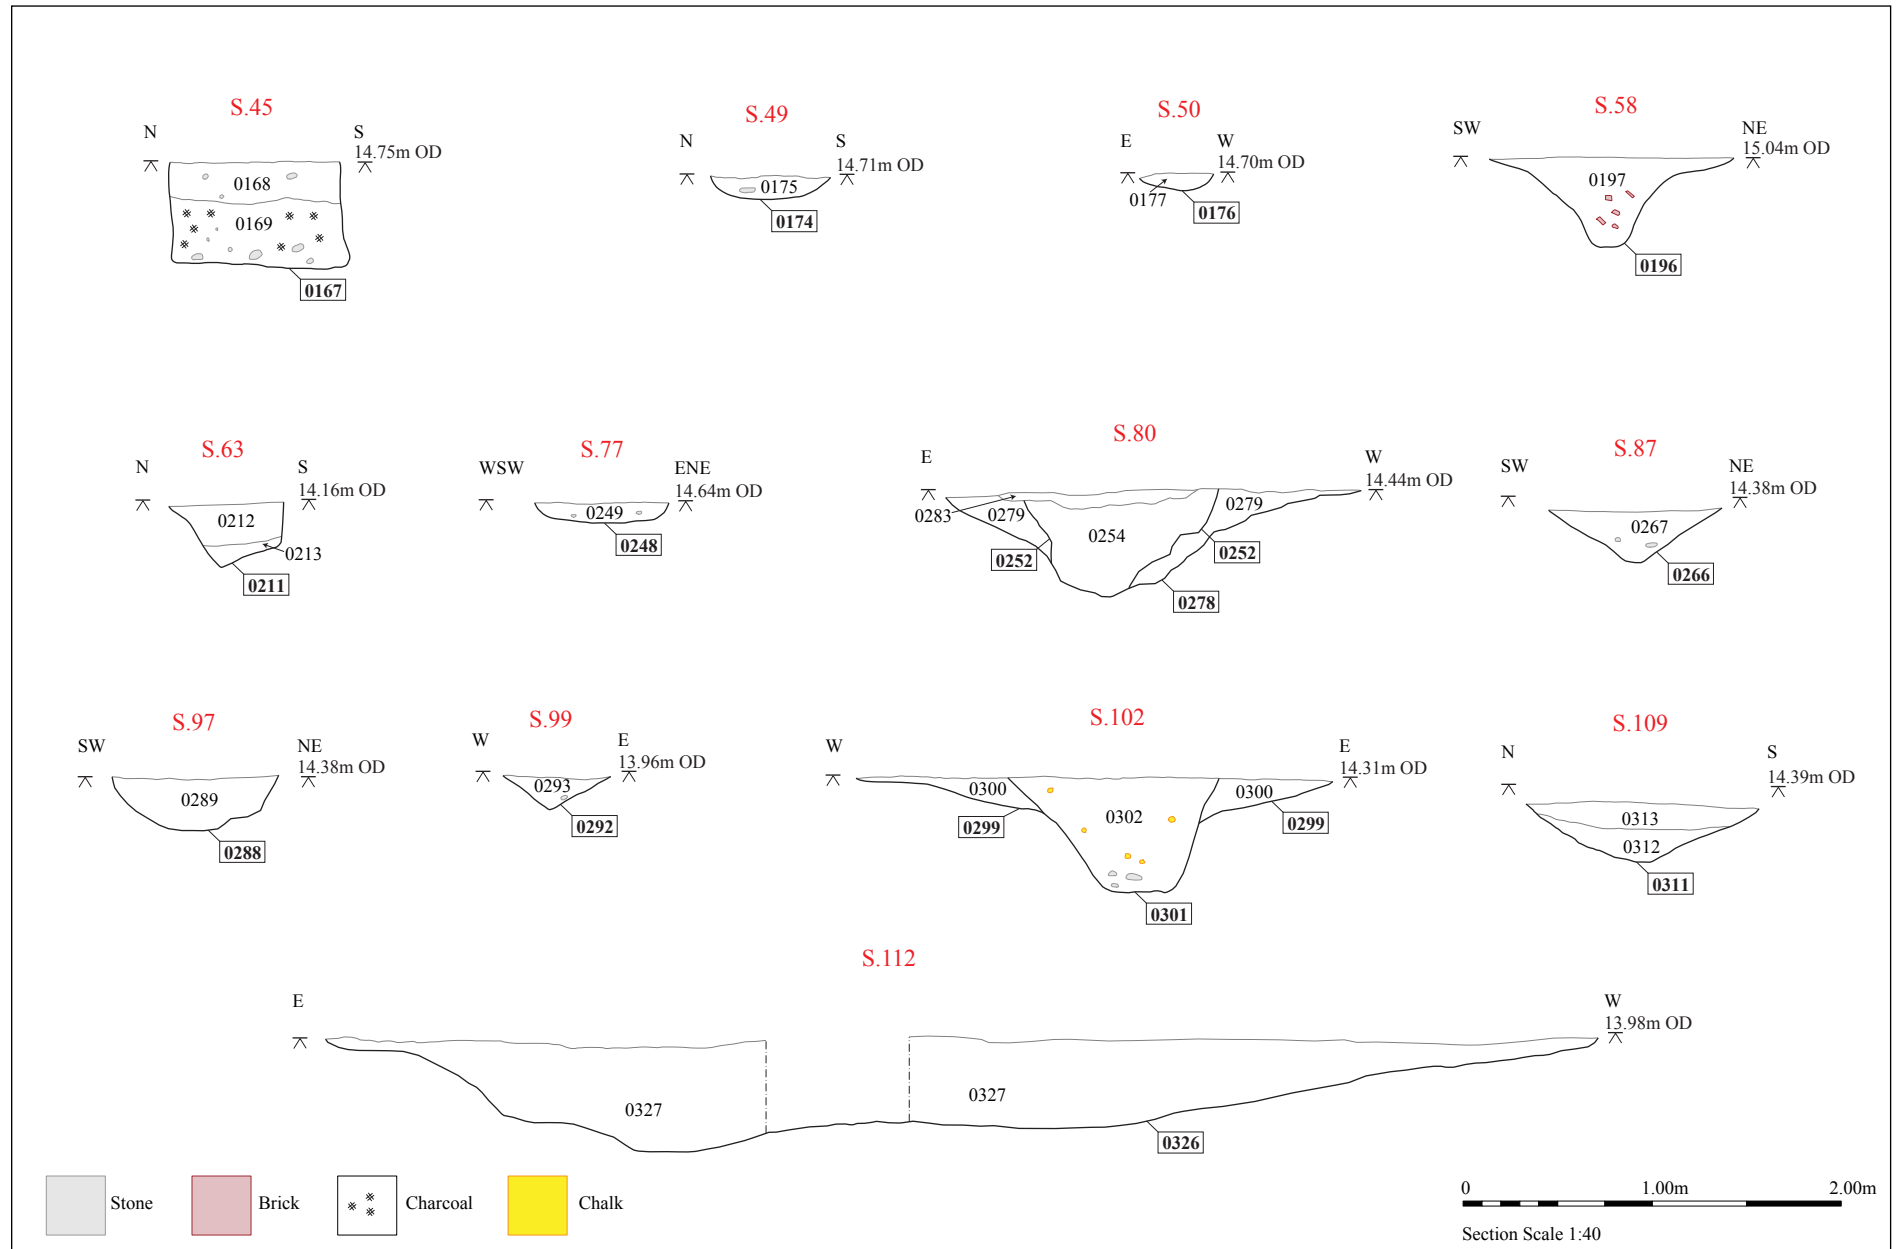 S.45
N
S
14.75m OD
0168
0169
0167
S.49
N
S
14.71m OD
0175
0174
S.50
E
W
14.70m OD
0177
0176
S.58
SW
NE
15.04m OD
0197
0196
S.63
N
S
14.16m OD
0212
0213
0211
S.77
WSW
ENE
14.64m OD
0249
0248
S.80
E
W
14.44m OD
0283
0279
0254
0279
0252
0252
0278
S.87
SW
NE
14.38m OD
0267
0266
S.97
SW
NE
14.38m OD
0289
0288
S.99
W
E
13.96m OD
0293
0292
S.102
W
E
14.31m OD
0300
0302
0300
0299
0299
0301
S.109
N
S
14.39m OD
0313
0312
0311
S.112
E
W
13.98m OD
0327
0327
0326
Stone
Brick
Charcoal
Chalk
0 1.00m 2.00m
Section Scale 1:40